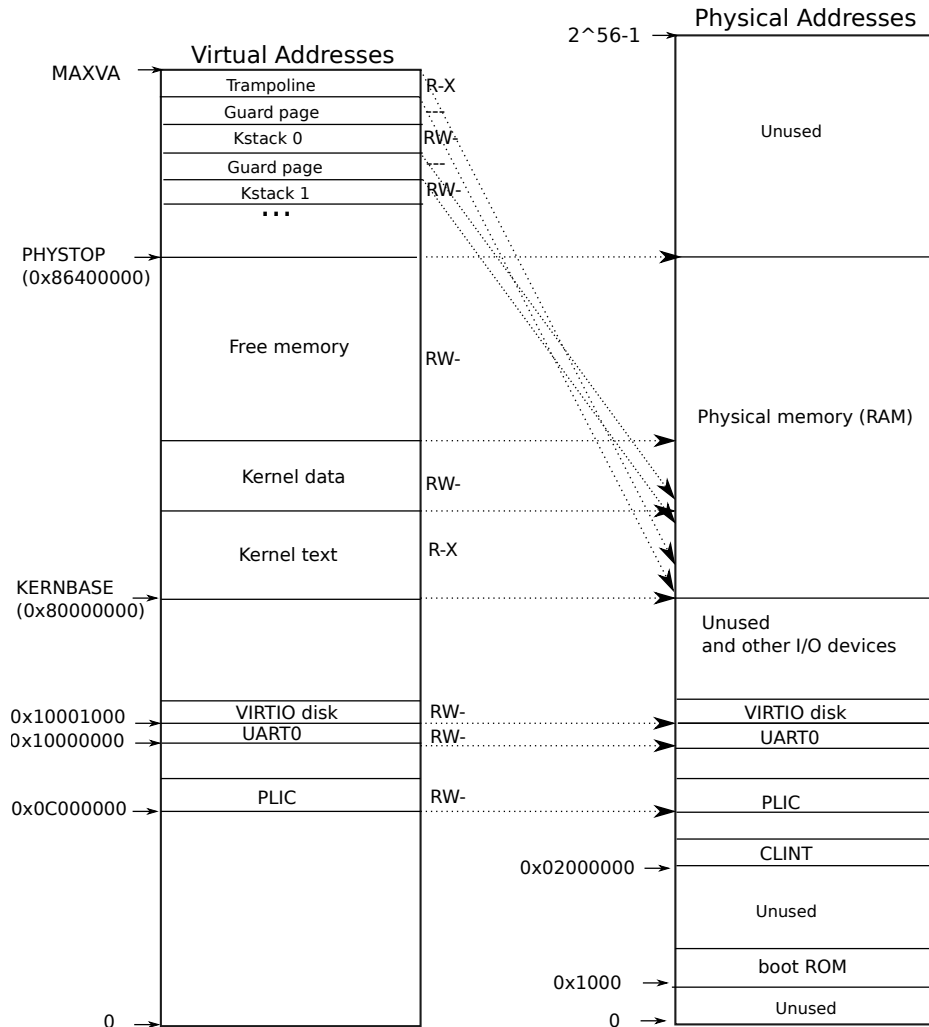 Physical Addresses
2^56-1
Virtual Addresses
MAXVA
Trampoline
R-X
Guard page
---
Unused
Kstack 0
RW-
Guard page
---
Kstack 1
RW-
...
PHYSTOP
(0x86400000)
Free memory
RW-
Physical memory (RAM)
Kernel data
RW-
Kernel text
R-X
KERNBASE
(0x80000000)
Unused
and other I/O devices
0x10001000
VIRTIO disk
RW-
VIRTIO disk
0x10000000
UART0
RW-
UART0
0x0C000000
PLIC
RW-
PLIC
CLINT
0x02000000
Unused
boot ROM
0x1000
Unused
0
0